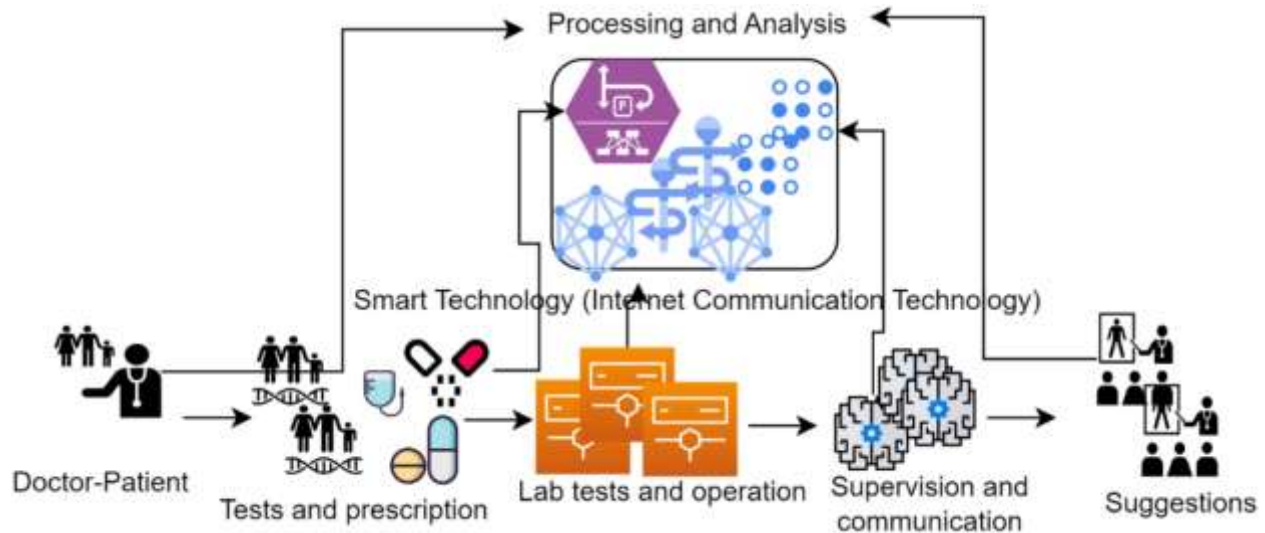 Processing and Analysis
P
Smart Technology (Internet Communication Technology)
Doctor-Patient
Tests and prescription
Lab tests and operation
Supervision and
communication
Suggestions